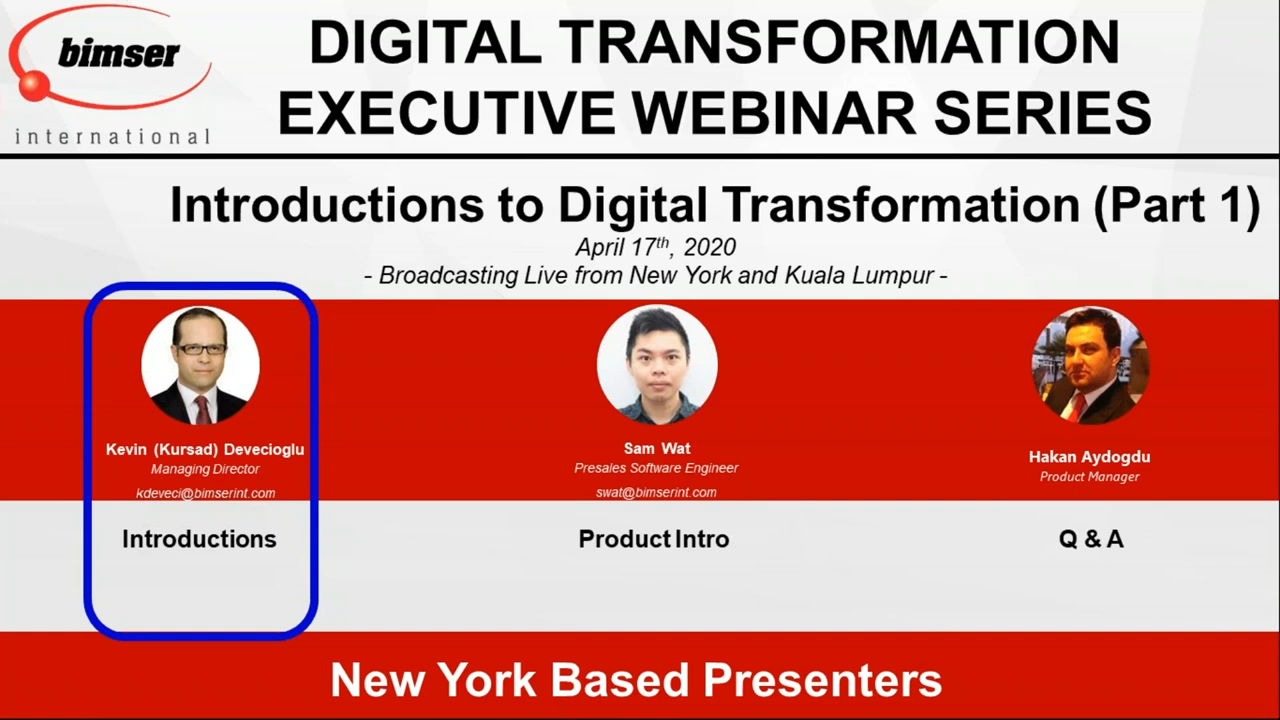 bimser
international
DIGITAL TRANSFORMATION
EXECUTIVE WEBINAR SERIES
Introductions to Digital Transformation (Part 1)
April 17th, 2020
- Broadcasting Live from New York and Kuala Lumpur -
Kevin (Kursad) Devecioglu
Managing Director
kdeveci@bimserint.com
Introductions
Sam Wat
Presales Software Engineer
swat@bimserint.com
Product Intro
Hakan Aydogdu
Product Manager
Q & A
New York Based Presenters